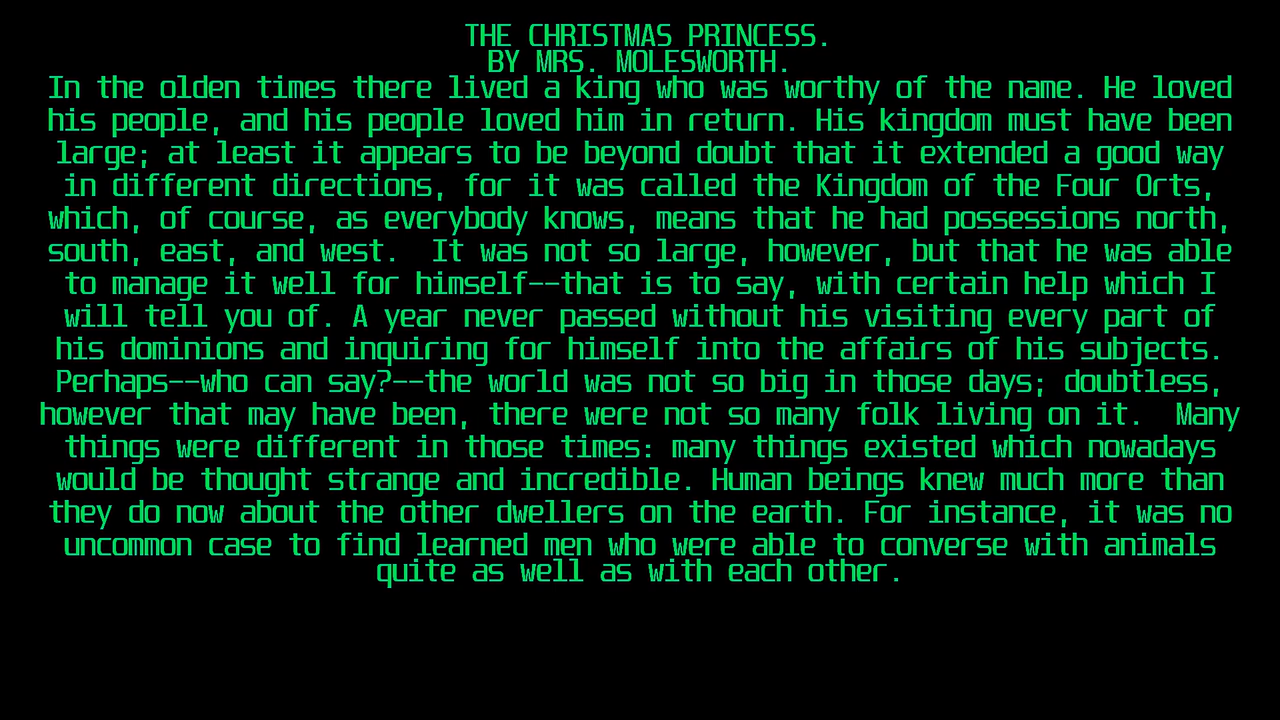 THE CHRISTMAS PRINCESS.
BY MRS. MOLESWORTH.
In the olden times there lived a king who was worthy of the name. He loved
his people, and his people loved him in return. His kingdom must have been
large; at least it appears to be beyond doubt that it extended a good way
in different directions, for it was called the Kingdom of the Four Orts,
which, of course, as everybody knows, means that he had possessions north,
south, east, and west.  It was not so large, however, but that he was able
to manage it well for himself--that is to say, with certain help which I
will tell you of. A year never passed without his visiting every part of
his dominions and inquiring for himself into the affairs of his subjects.
Perhaps--who can say?--the world was not so big in those days; doubtless,
however that may have been, there were not so many folk living on it.  Many
things were different in those times: many things existed which nowadays
would be thought strange and incredible. Human beings knew much more than
they do now about the other dwellers on the earth. For instance, it was no
uncommon case to find learned men who were able to converse with animals
quite as well as with each other.